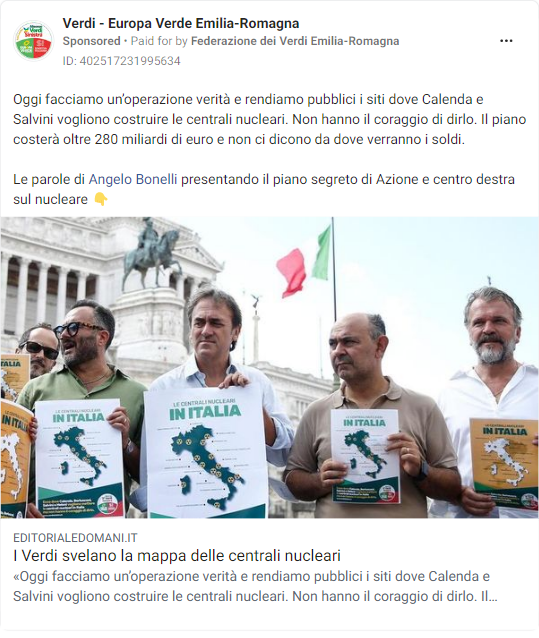 Verdi - Europa Verde Emilia-Romagna
Sponsored • Paid for by Federazione dei Verdi Emilia-Romagna
ID: 402517231995634
Oggi facciamo un'operazione verità e rendiamo pubblici i siti dove Calenda e
Salvini vogliono costruire le centrali nucleari. Non hanno il coraggio di dirlo. Il piano
costerà oltre 280 miliardi di euro e non ci dicono da dove verranno i soldi.
Le parole di Angelo Bonelli presentando il piano segreto di Azione e centro destra
sul nucleare 👇
ITALIA
LE CENTRALI NUCLEARI
IN ITALIA
LE CENTRALI NUCLEARI
IN ITALIA
LE CENTRALI NUCLEARI
IN ITALIA
LE CENTRALI NUCLEARI
IN ITALIA
EDITORIALEDOMANI.IT
I Verdi svelano la mappa delle centrali nucleari
«Oggi facciamo un'operazione verità e rendiamo pubblici i siti dove Calenda e
Salvini vogliono costruire le centrali nucleari. Non hanno il coraggio di dirlo. Il...